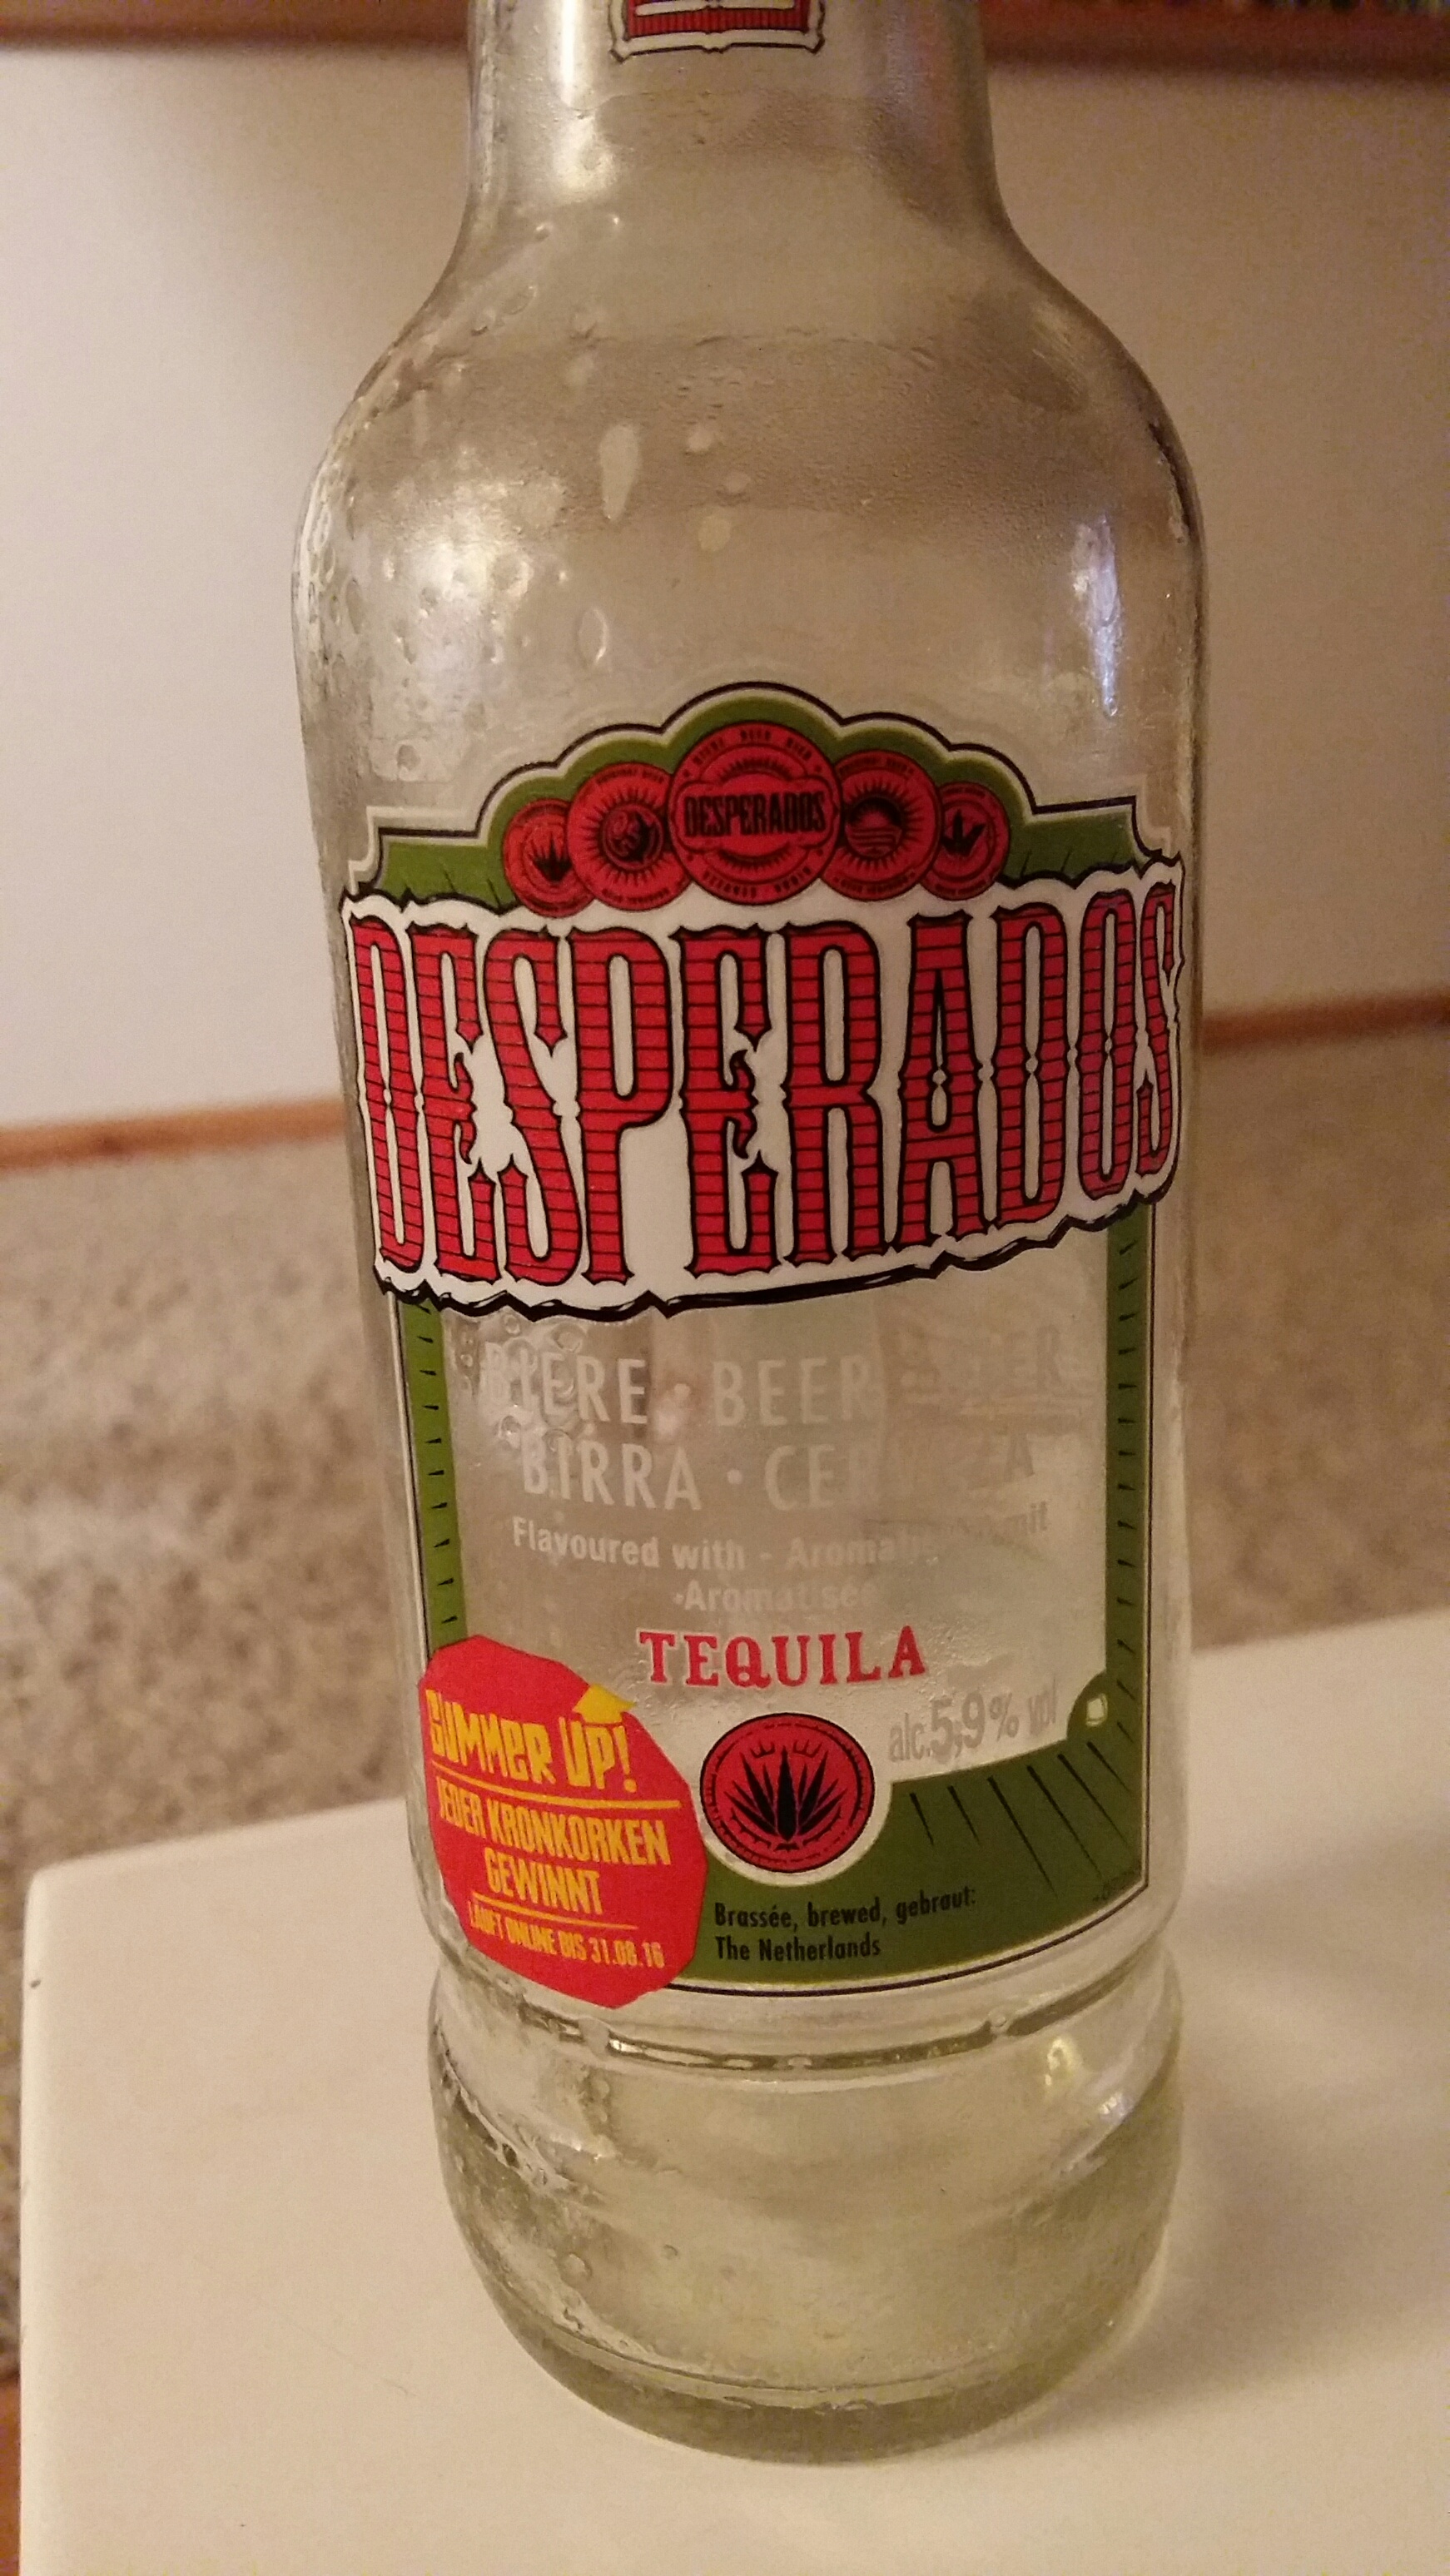 DESPERADOS
DESPERADOS
BIERE · BEER
BIRRA ·
Flavoured with -
TEQUILA
alc.5,9% vol
SUMMER UP!
JEDER KRONKORKEN
GEWINNT
LÄUFT ONLINE BIS 31.08.16
Brassée, brewed, gebraut:
The Netherlands